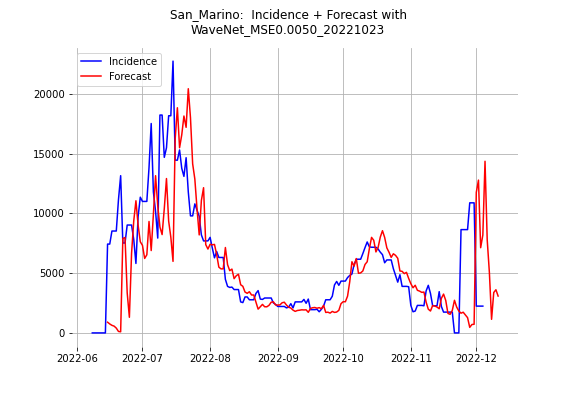 San_Marino:  Incidence + Forecast with
WaveNet_MSE0.0050_20221023
Incidence
Forecast
20000
15000
10000
5000
0
2022-06 2022-07 2022-08 2022-09 2022-10 2022-11 2022-12